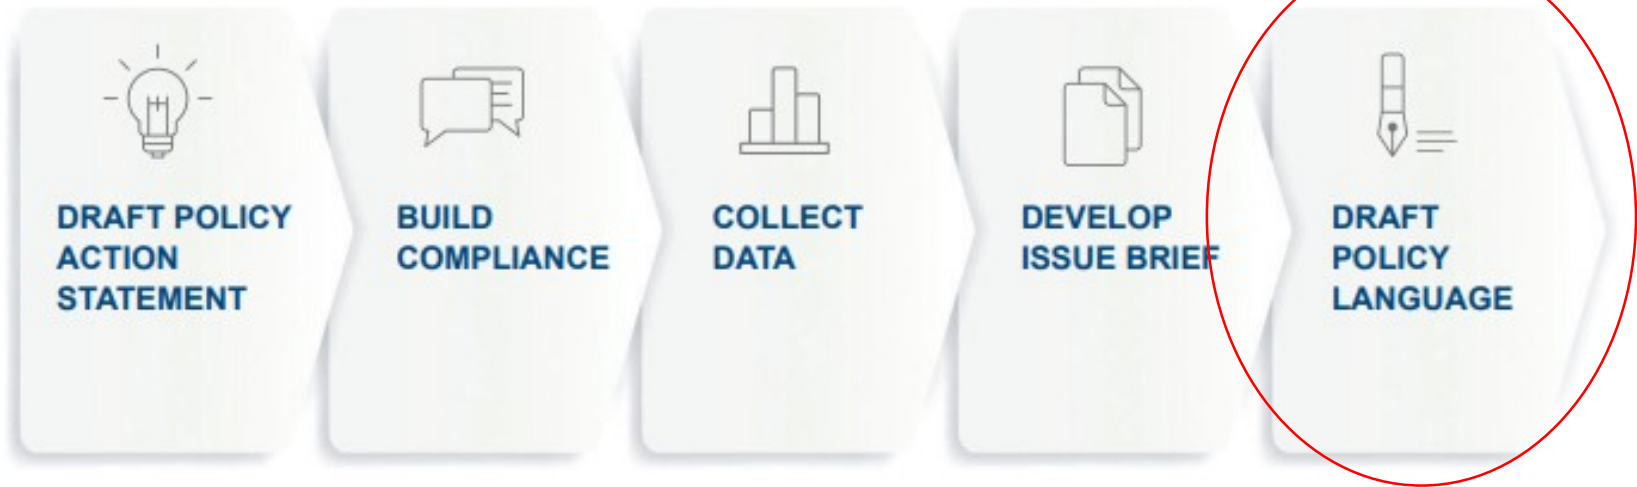 DRAFT POLICY
ACTION
STATEMENT
BUILD
COMPLIANCE
COLLECT
DATA
DEVELOP
ISSUE BRIEF
DRAFT
POLICY
LANGUAGE